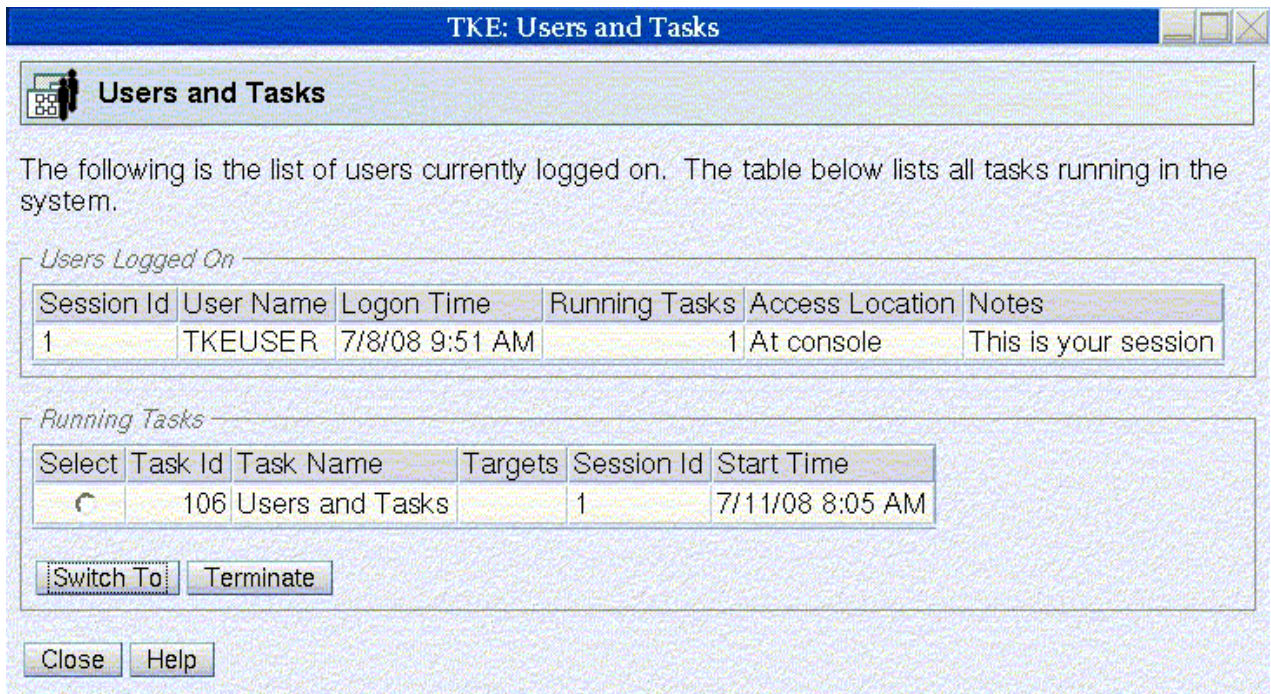 TKE: Users and Tasks
Users and Tasks
The following is the list of users currently logged on. The table below lists all tasks running in the
system.
Users Logged On
Session Id User Name Logon Time Running Tasks Access Location Notes
1 TKEUSER 7/8/08 9:51 AM 1 At console This is your session
Running Tasks
Select Task Id Task Name Targets Session Id Start Time
106 Users and Tasks 1 7/11/08 8:05 AM
Switch To Terminate
Close Help